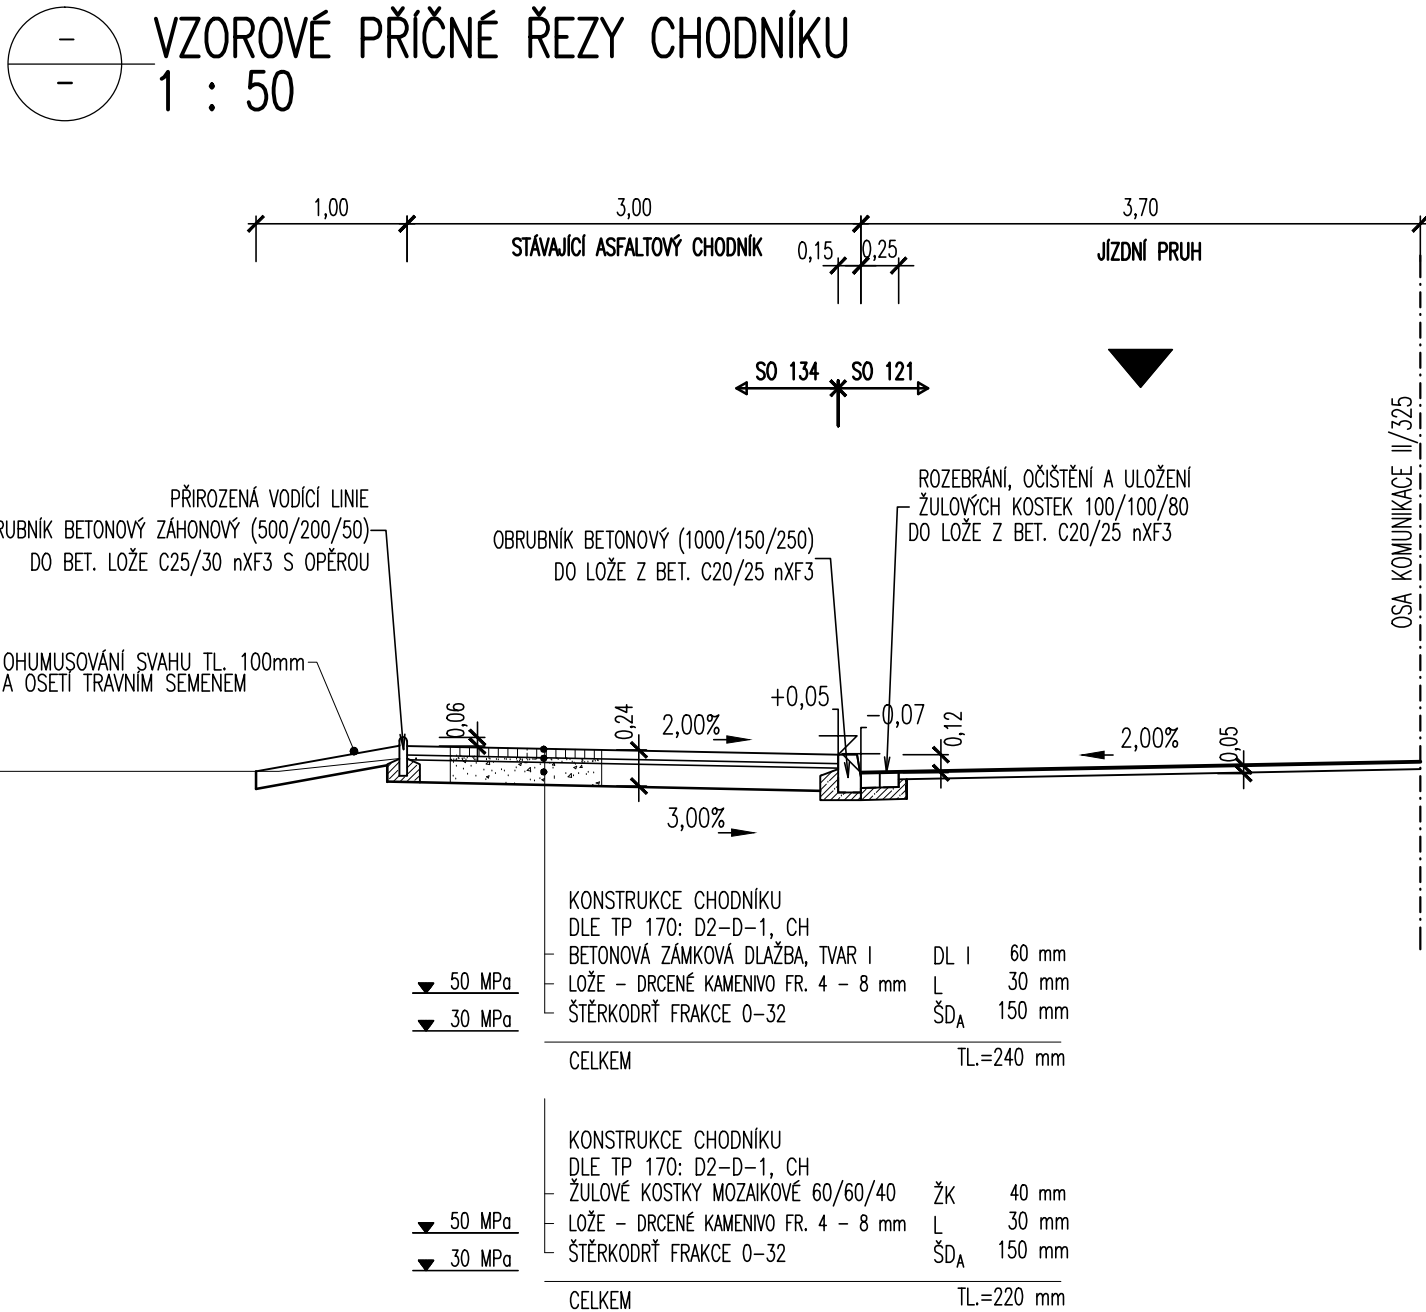 –
–
VZOROVÉ PŘÍČNÉ ŘEZY CHODNÍKU
1 : 50
1,00
3,00
3,70
STÁVAJÍCÍ ASFALTOVÝ CHODNÍK
0,15
0,25
JÍZDNÍ PRUH
SO 134
SO 121
OSA KOMUNIKACE II/325
PŘIROZENÁ VODÍCÍ LINIE
RUBNÍK BETONOVÝ ZÁHONOVÝ (500/200/50)
DO BET. LOŽE C25/30 nXF3 S OPĚROU
OBRUBNÍK BETONOVÝ (1000/150/250)
DO LOŽE Z BET. C20/25 nXF3
ROZEBRÁNÍ, OČIŠTĚNÍ A ULOŽENÍ
ŽULOVÝCH KOSTEK 100/100/80
DO LOŽE Z BET. C20/25 nXF3
OHUMUSOVÁNÍ SVAHU TL. 100mm
A OSETÍ TRAVNÍM SEMENEM
0,06
0,24
2,00%
+0,05
-0,07
0,12
2,00%
0,05
3,00%
KONSTRUKCE CHODNÍKU
DLE TP 170: D2-D-1, CH
BETONOVÁ ZÁMKOVÁ DLAŽBA, TVAR I DL I 60 mm
50 MPa LOŽE - DRCENÉ KAMENIVO FR. 4 - 8 mm L 30 mm
30 MPa ŠTĚRKODRŤ FRAKCE 0-32 ŠDA 150 mm
CELKEM TL.=240 mm
KONSTRUKCE CHODNÍKU
DLE TP 170: D2-D-1, CH
ŽULOVÉ KOSTKY MOZAIKOVÉ 60/60/40 ŽK 40 mm
50 MPa LOŽE - DRCENÉ KAMENIVO FR. 4 - 8 mm L 30 mm
30 MPa ŠTĚRKODRŤ FRAKCE 0-32 ŠDA 150 mm
CELKEM TL.=220 mm